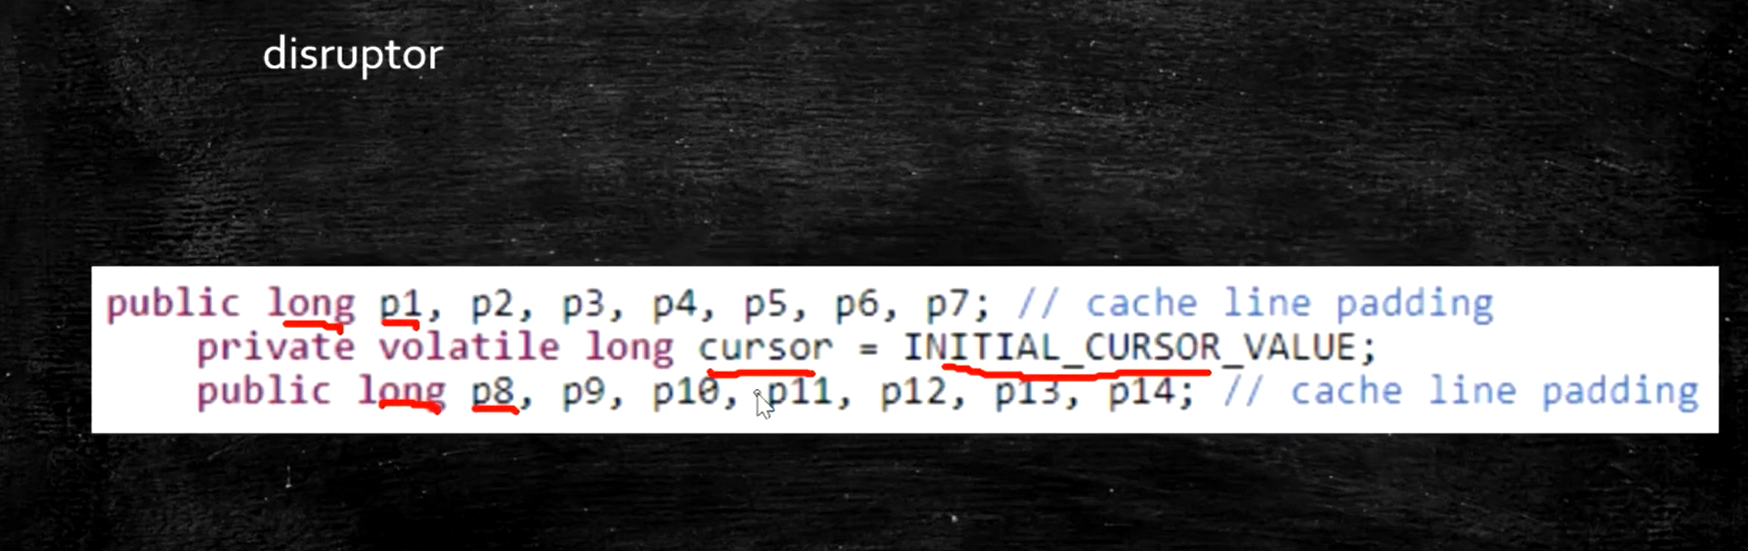 disruptor
public long p1, p2, p3, p4, p5, p6, p7; // cache line padding
private volatile long cursor = INITIAL_CURSOR_VALUE;
public long p8, p9, p10, p11, p12, p13, p14; // cache line padding